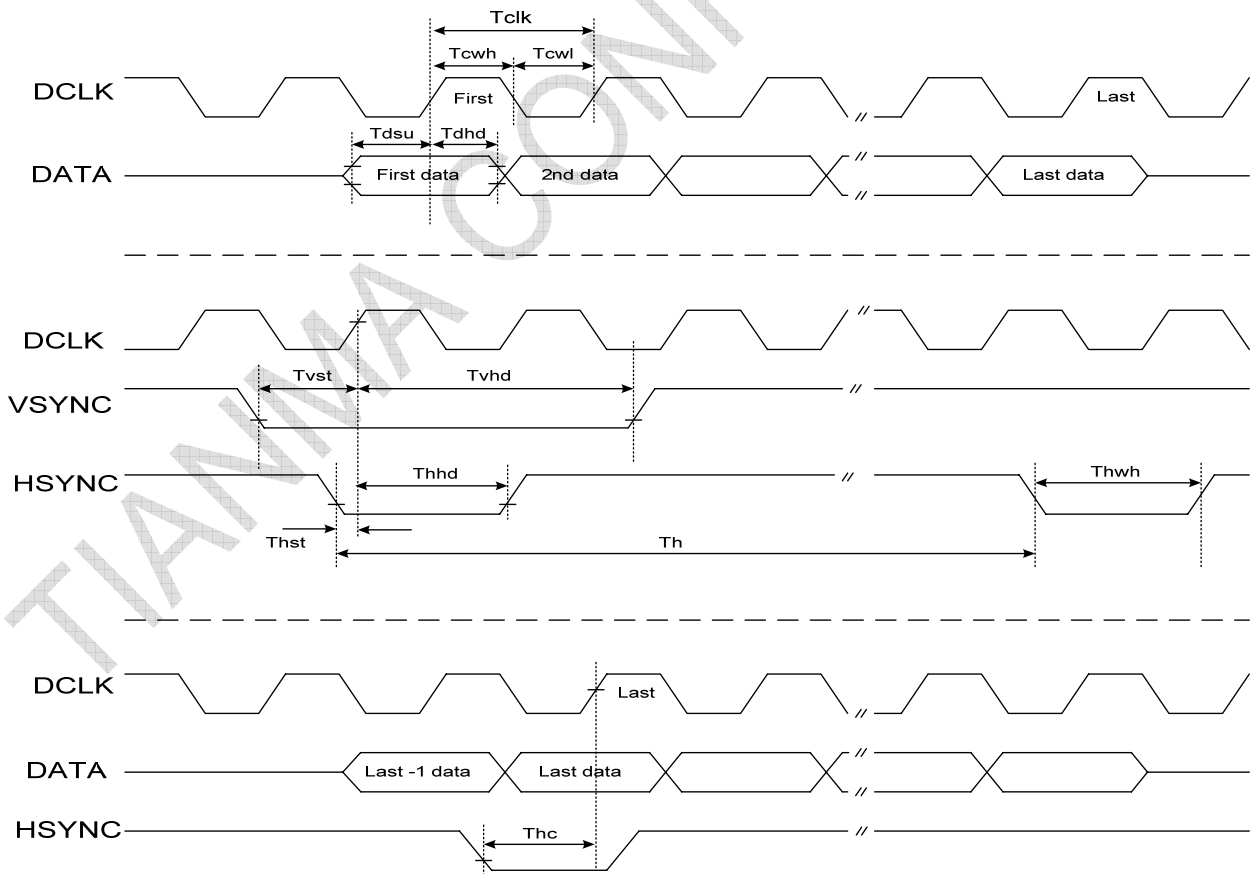 Tclk
Tcwh Tcwl
DCLK First Last
Tdsu Tdhd
DATA First data 2nd data Last data
DCLK
Tvst Tvhd
VSYNC
HSYNC Thhd Thwh
Thst Th
DCLK Last
DATA Last -1 data Last data
HSYNC Thc
TIANMA